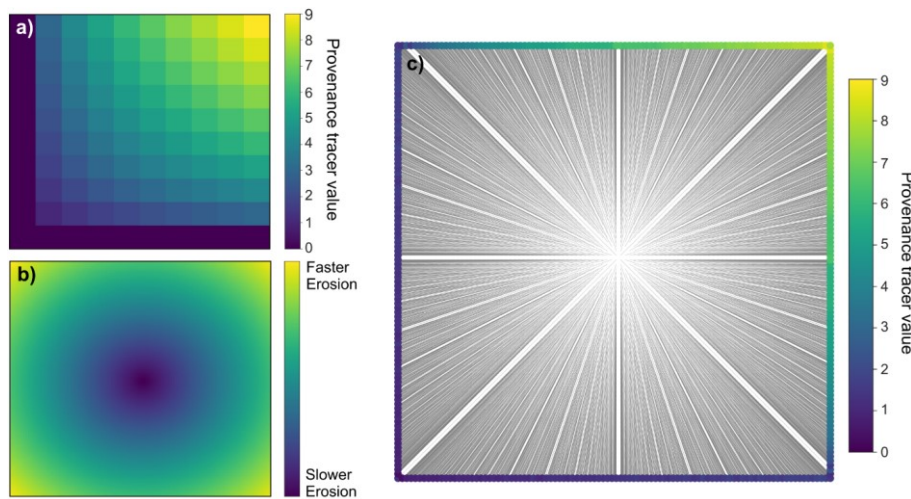 a)
9
8
7
6
5
4
3
2
1
0
Provenance tracer value
b)
Faster
Erosion
Slower
Erosion
c)
9
8
7
6
5
4
3
2
1
0
Provenance tracer value